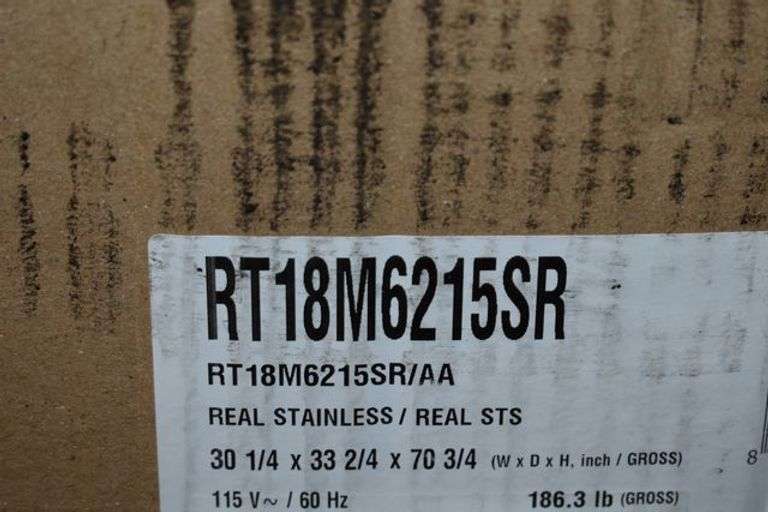 RT18M6215SR
RT18M6215SR/AA
REAL STAINLESS / REAL STS
30 1/4 x 33 2/4 x 70 3/4 (W x D x H, inch / GROSS)
8
115 V~ / 60 Hz 186.3 lb (GROSS)